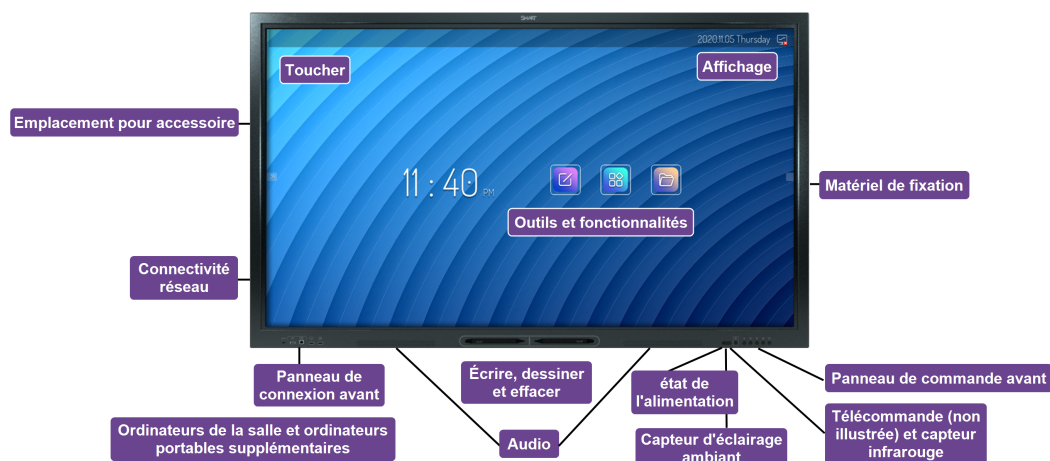 SMART
2020.11.05 Thursday
Toucher
Affichage
Emplacement pour accessoire
11 : 40 PM
Matériel de fixation
Outils et fonctionnalités
Connectivité
réseau
Panneau de
connexion avant
Écrire, dessiner
et effacer
état de
l'alimentation
Panneau de commande avant
Ordinateurs de la salle et ordinateurs
portables supplémentaires
Audio
Capteur d'éclairage
ambiant
Télécommande (non
illustrée) et capteur
infrarouge